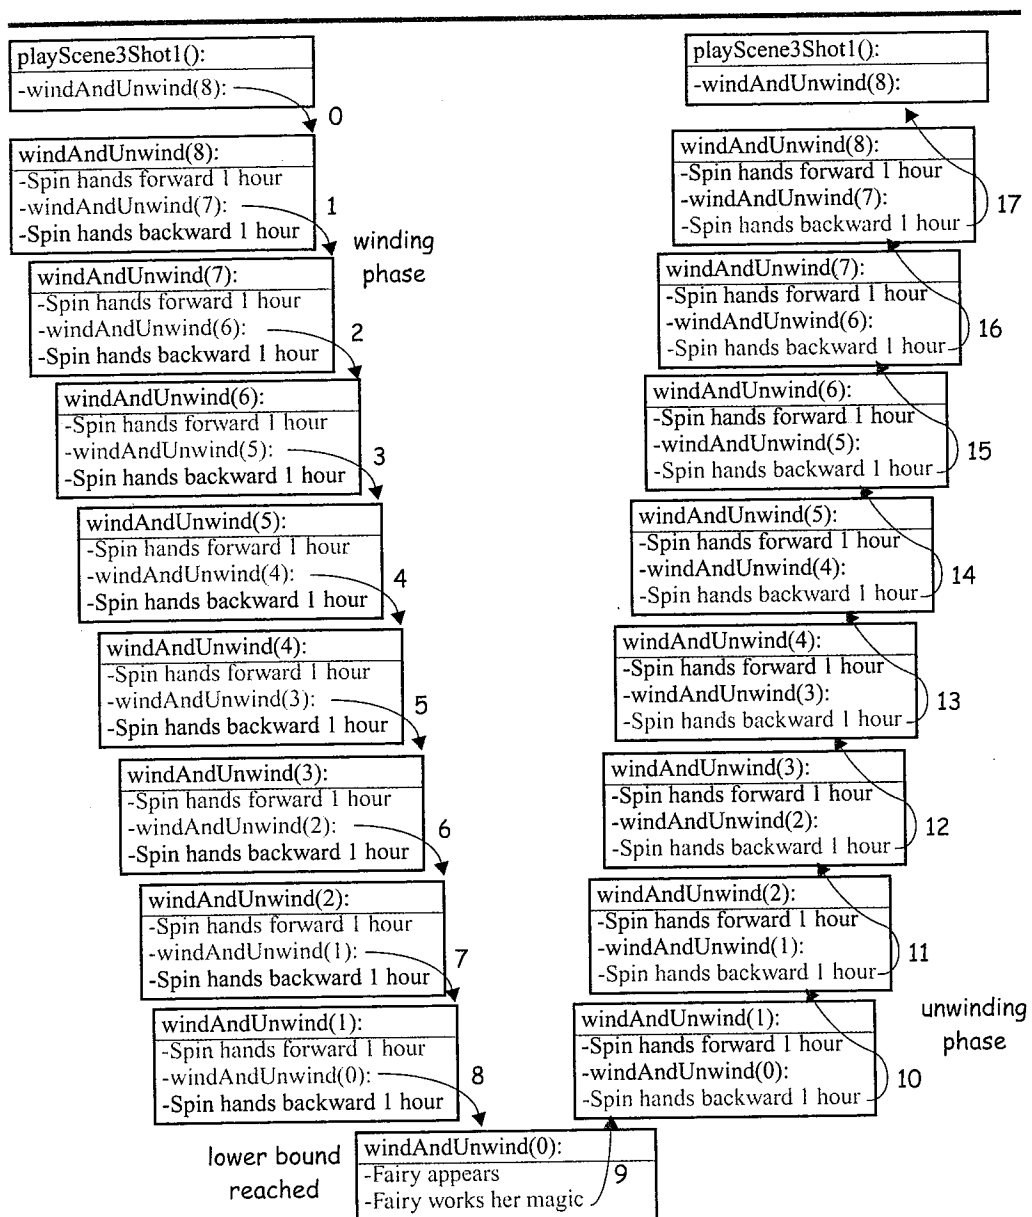 playScene3Shot1():
-windAndUnwind(8):
0
windAndUnwind(8):
-Spin hands forward 1 hour
-windAndUnwind(7):
-Spin hands backward 1 hour
1
winding
phase
windAndUnwind(7):
-Spin hands forward 1 hour
-windAndUnwind(6):
-Spin hands backward 1 hour
2
windAndUnwind(6):
-Spin hands forward 1 hour
-windAndUnwind(5):
-Spin hands backward 1 hour
3
windAndUnwind(5):
-Spin hands forward 1 hour
-windAndUnwind(4):
-Spin hands backward 1 hour
4
windAndUnwind(4):
-Spin hands forward 1 hour
-windAndUnwind(3):
-Spin hands backward 1 hour
5
windAndUnwind(3):
-Spin hands forward 1 hour
-windAndUnwind(2):
-Spin hands backward 1 hour
6
windAndUnwind(2):
-Spin hands forward 1 hour
-windAndUnwind(1):
-Spin hands backward 1 hour
7
windAndUnwind(1):
-Spin hands forward 1 hour
-windAndUnwind(0):
-Spin hands backward 1 hour
8
lower bound
reached
windAndUnwind(0):
-Fairy appears
-Fairy works her magic
9
playScene3Shot1():
-windAndUnwind(8):
windAndUnwind(8):
-Spin hands forward 1 hour
-windAndUnwind(7):
-Spin hands backward 1 hour
17
windAndUnwind(7):
-Spin hands forward 1 hour
-windAndUnwind(6):
-Spin hands backward 1 hour
16
windAndUnwind(6):
-Spin hands forward 1 hour
-windAndUnwind(5):
-Spin hands backward 1 hour
15
windAndUnwind(5):
-Spin hands forward 1 hour
-windAndUnwind(4):
-Spin hands backward 1 hour
14
windAndUnwind(4):
-Spin hands forward 1 hour
-windAndUnwind(3):
-Spin hands backward 1 hour
13
windAndUnwind(3):
-Spin hands forward 1 hour
-windAndUnwind(2):
-Spin hands backward 1 hour
12
windAndUnwind(2):
-Spin hands forward 1 hour
-windAndUnwind(1):
-Spin hands backward 1 hour
11
windAndUnwind(1):
-Spin hands forward 1 hour
-windAndUnwind(0):
-Spin hands backward 1 hour
10
unwinding
phase